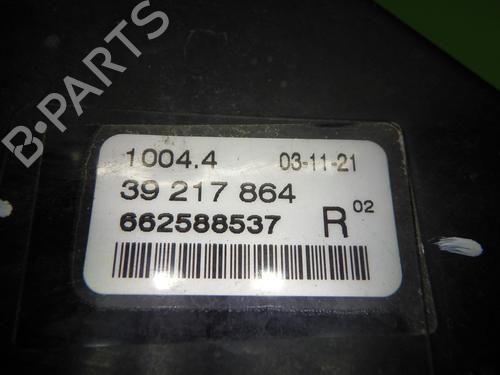 B-PARTS
1004.4 03-11-21
39 217 864
662588537 R 02